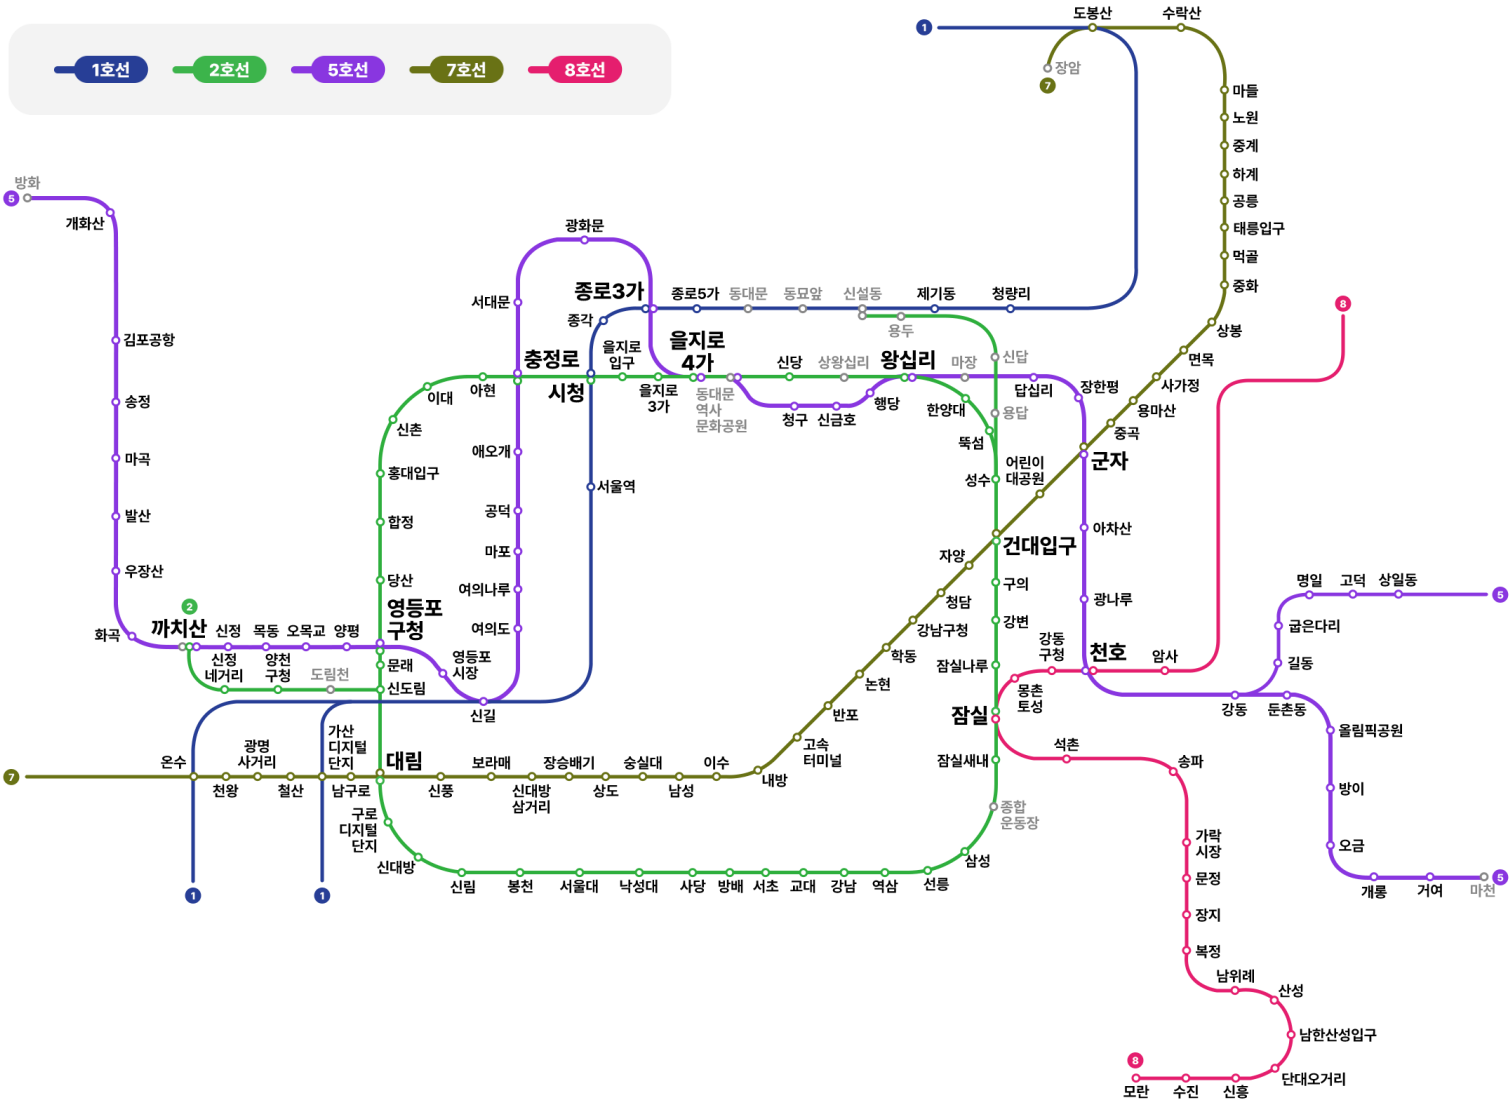 1호선
2호선
5호선
7호선
8호선
1
도봉산
수락산
장암
7
마들
노원
중계
하계
공릉
태릉입구
먹골
중화
상봉
면목
사가정
용마산
중곡
방화
5
개화산
김포공항
송정
마곡
발산
우장산
화곡
2
까치산
신정
목동
오목교
양평
신정
네거리
양천
구청
도림천
광화문
서대문
종로3가
종로5가
동대문
동묘앞
신설동
제기동
청량리
용두
종각
을지로
입구
을지로
4가
충정로
시청
을지로
3가
신당
상왕십리
왕십리
마장
신답
답십리
장한평
동대문
역사
문화공원
청구
신금호
행당
한양대
용답
뚝섬
이대
아현
신촌
홍대입구
합정
당산
영등포
구청
문래
신도림
애오개
공덕
마포
여의나루
여의도
영등포
시장
신길
서울역
성수
어린이
대공원
군자
건대입구
아차산
자양
구의
청담
강변
광나루
강남구청
학동
잠실나루
강동
구청
천호
암사
8
논현
몽촌
토성
반포
잠실
고속
터미널
잠실새내
석촌
송파
명일
고덕
상일동
5
굽은다리
길동
강동
둔촌동
올림픽공원
방이
오금
개롱
거여
마천
5
7
온수
광명
사거리
가산
디지털
단지
천왕
철산
남구로
대림
신풍
보라매
신대방
삼거리
장승배기
상도
숭실대
남성
이수
내방
구로
디지털
단지
신대방
신림
봉천
서울대
낙성대
사당
방배
서초
교대
강남
역삼
선릉
삼성
종합
운동장
1
1
가락
시장
문정
장지
복정
남위례
산성
남한산성입구
단대오거리
8
모란
수진
신흥